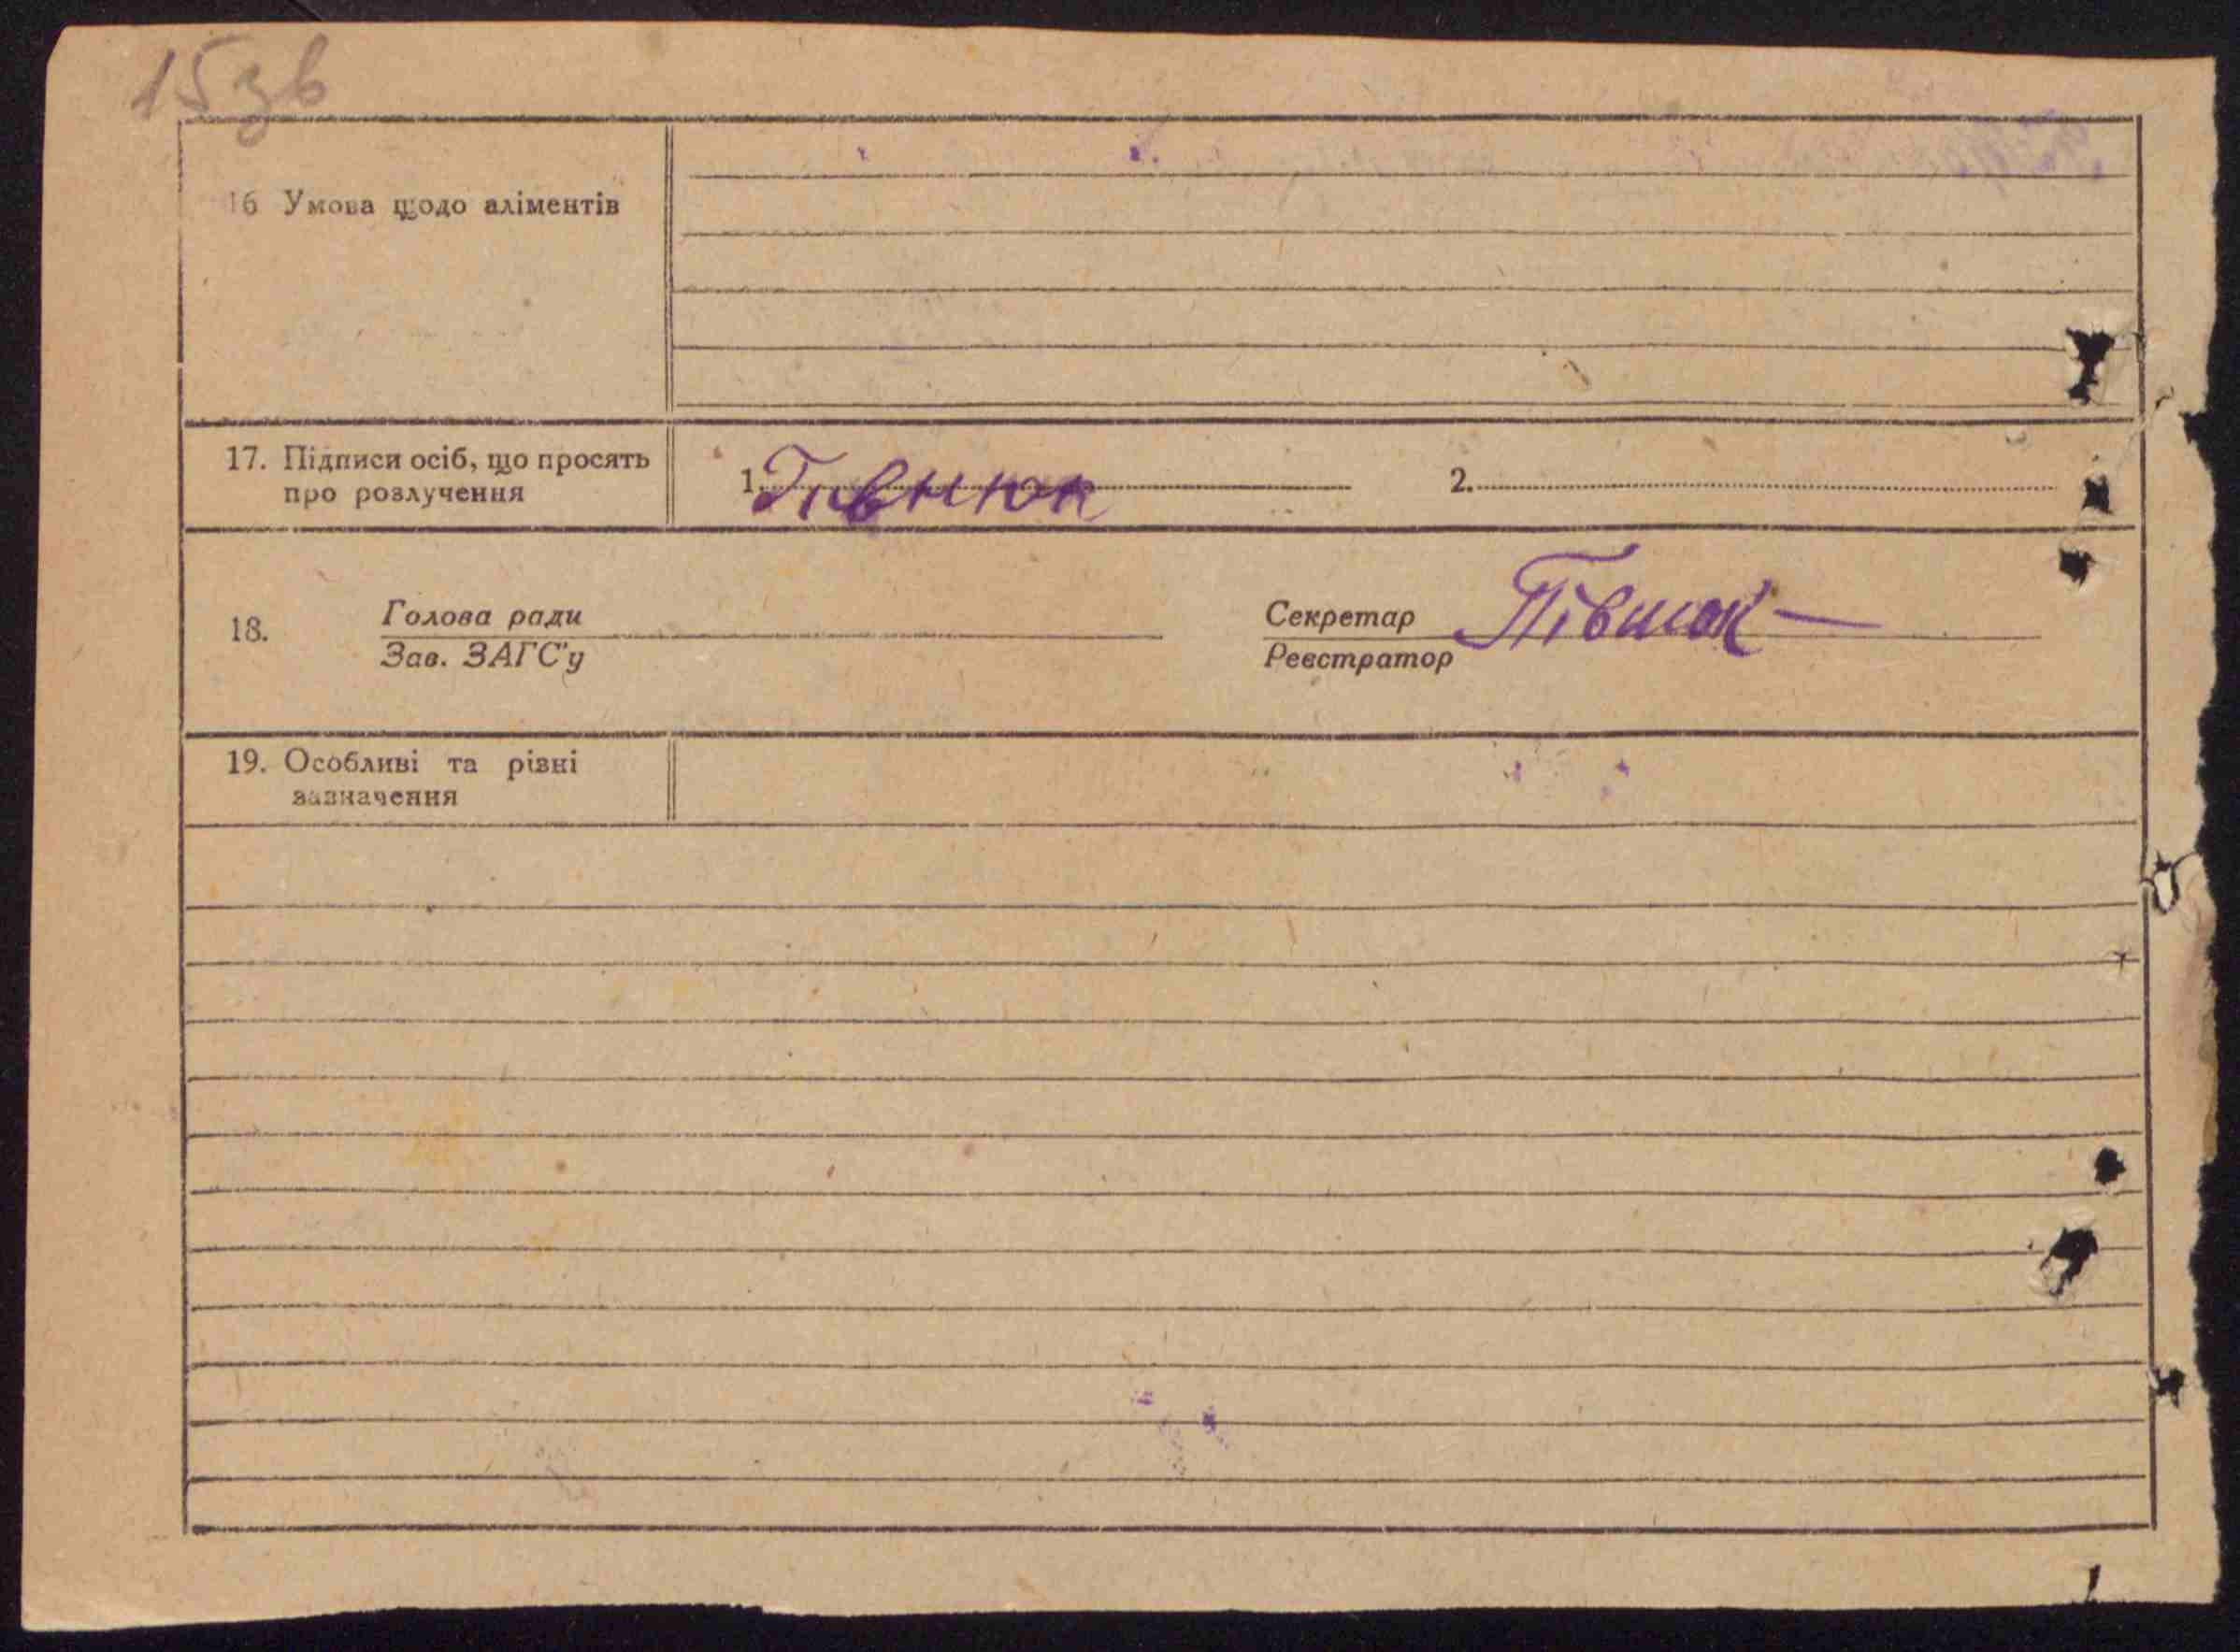 15зв
16 Умова щодо аліментів
17. Підписи осіб, що просять
про розлучення
1. Гивнюк
2.
18.
Голова ради
Зав. ЗАГС'у
Секретар
Реєстратор
19. Особливі та різні
зазначення